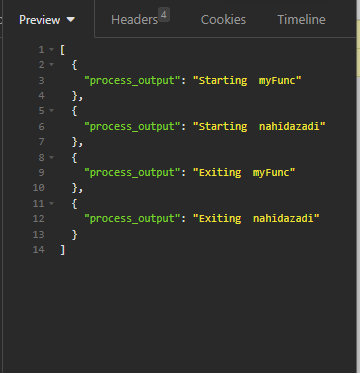 Preview Headers 4 Cookies Timeline
1 [
2 {
3 "process_output": "Starting  myFunc"
4 },
5 {
6 "process_output": "Starting  nahidazadi"
7 },
8 {
9 "process_output": "Exiting  myFunc"
10 },
11 {
12 "process_output": "Exiting  nahidazadi"
13 }
14 ]